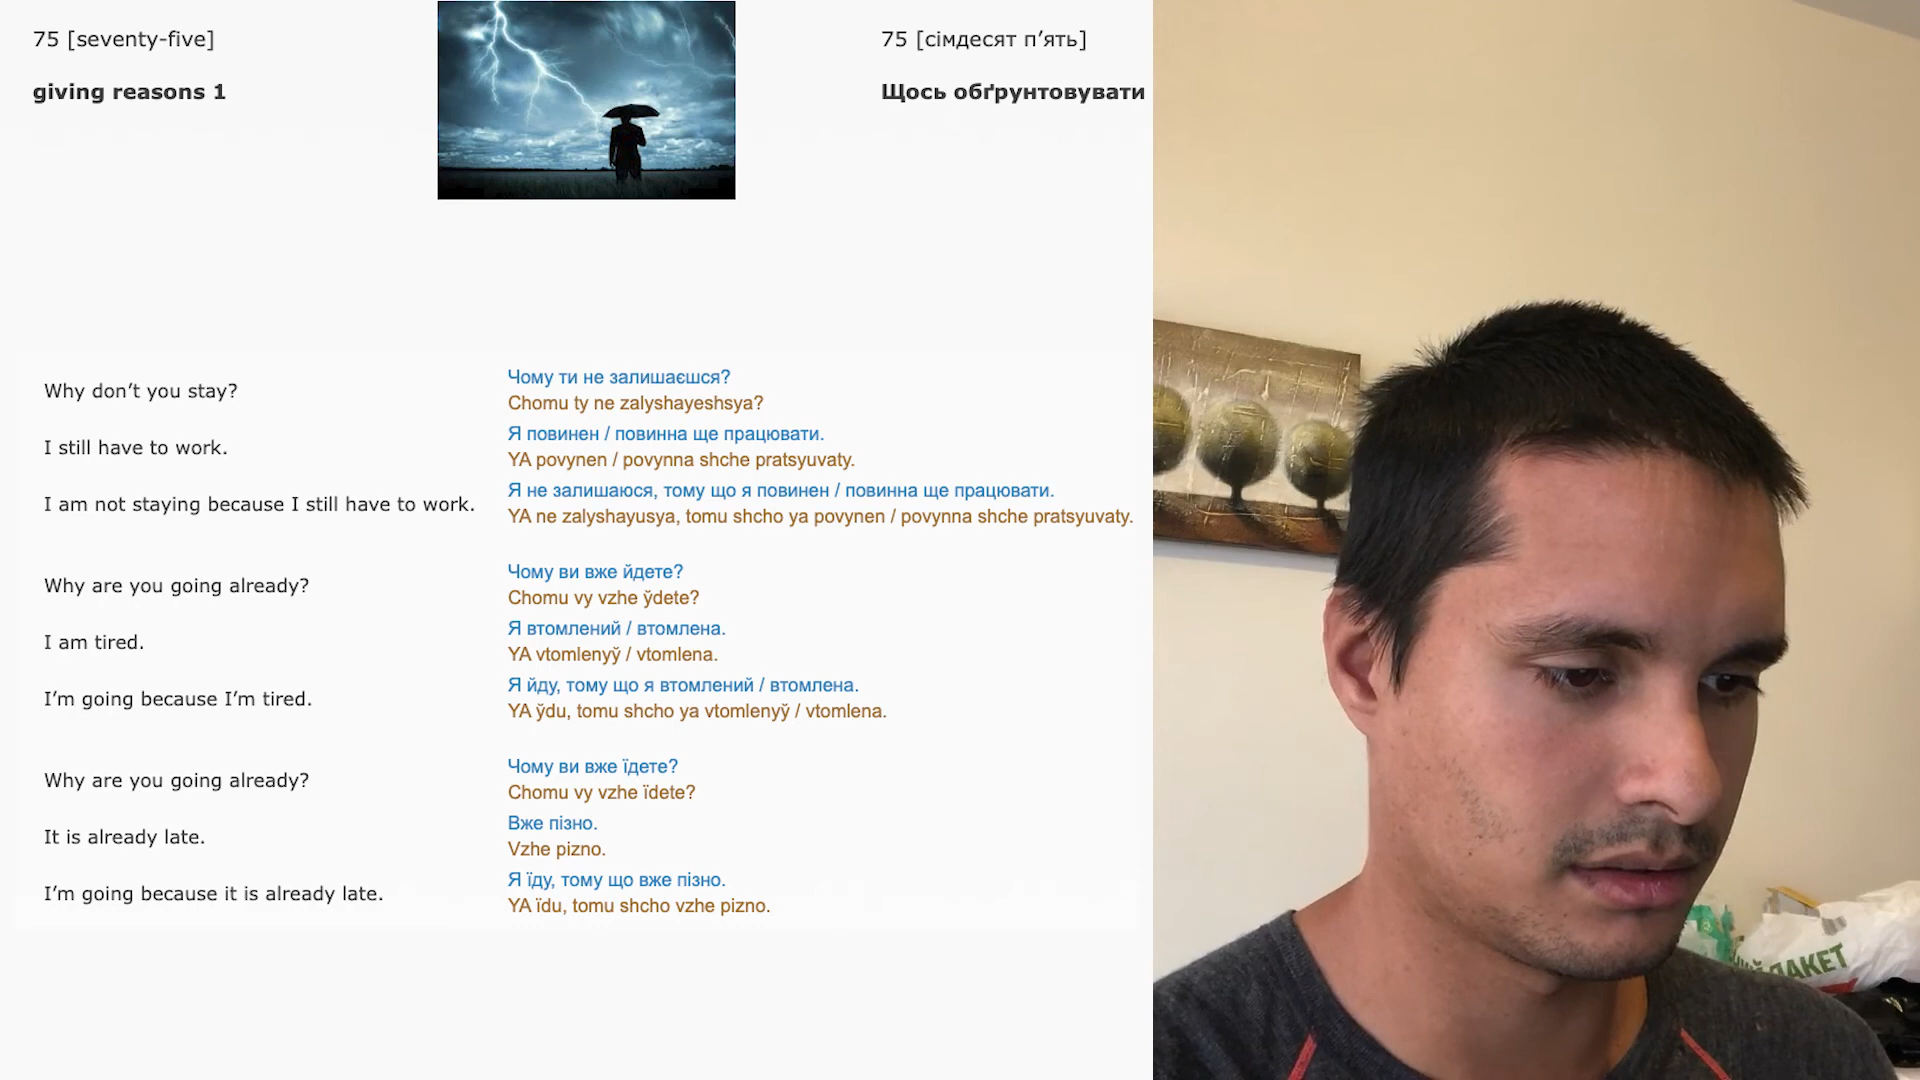 75 [seventy-five]
giving reasons 1
75 [сімдесят п’ять]
Щось обґрунтовувати
Why don’t you stay?
Чому ти не залишаєшся?
Chomu ty ne zalyshayeshsya?
I still have to work.
Я повинен / повинна ще працювати.
YA povynen / povynna shche pratsyuvaty.
I am not staying because I still have to work.
Я не залишаюся, тому що я повинен / повинна ще працювати.
YA ne zalyshayusya, tomu shcho ya povynen / povynna shche pratsyuvaty.
Why are you going already?
Чому ви вже йдете?
Chomu vy vzhe y̆dete?
I am tired.
Я втомлений / втомлена.
YA vtomlenyy̆ / vtomlena.
I’m going because I’m tired.
Я йду, тому що я втомлений / втомлена.
YA y̆du, tomu shcho ya vtomlenyy̆ / vtomlena.
Why are you going already?
Чому ви вже їдете?
Chomu vy vzhe ïdete?
It is already late.
Вже пізно.
Vzhe pizno.
I’m going because it is already late.
Я їду, тому що вже пізно.
YA ïdu, tomu shcho vzhe pizno.
ПАКЕТ